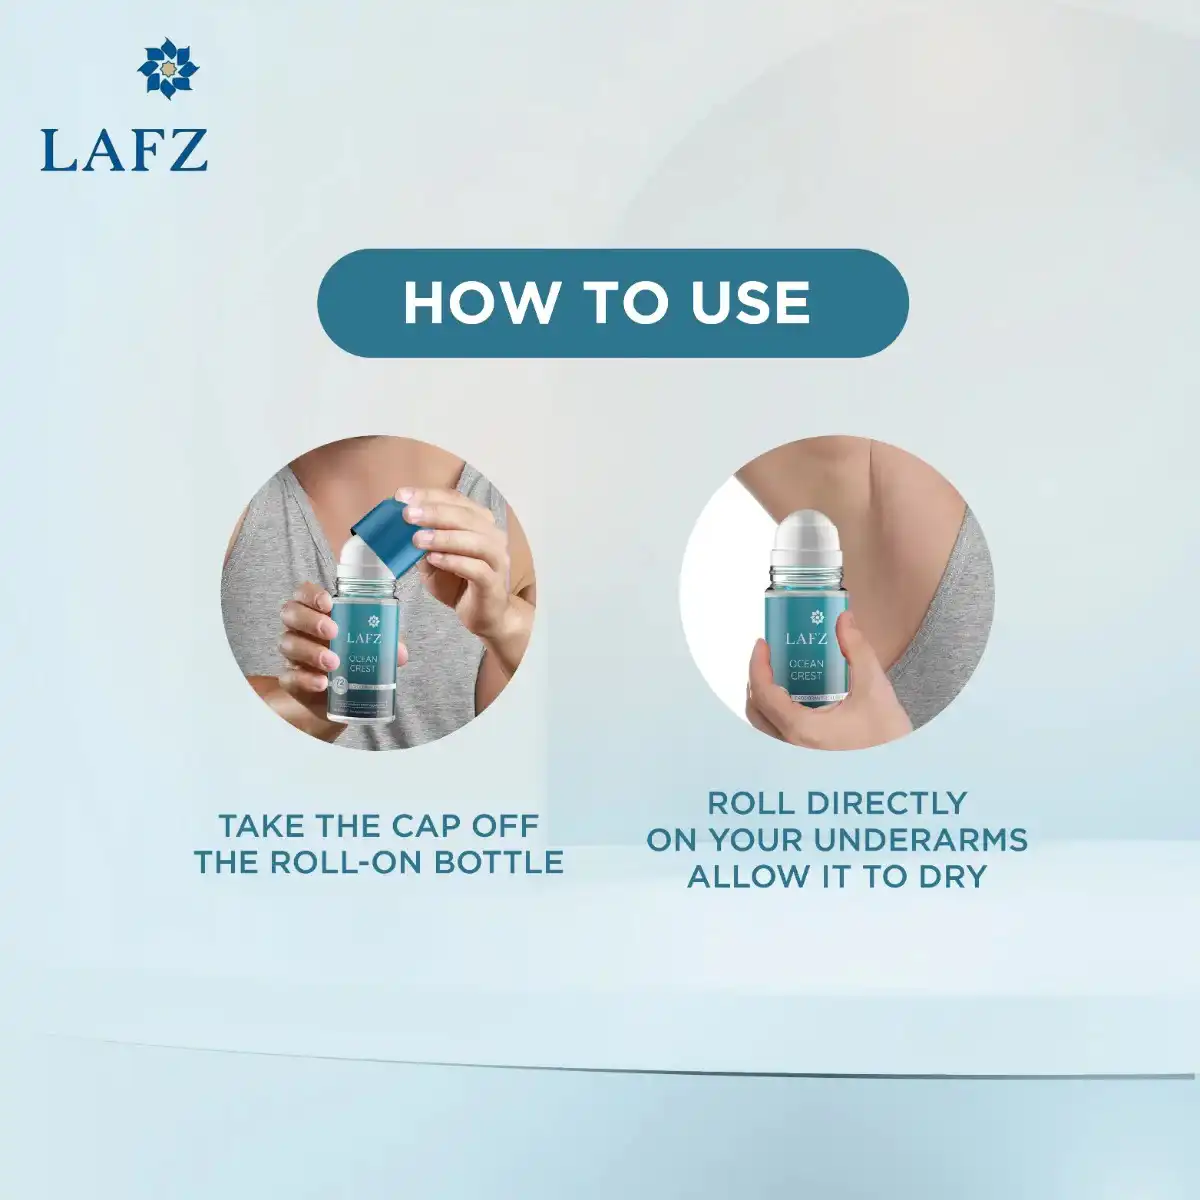 LAFZ
HOW TO USE
LAFZ
OCEAN
CREST
72
LAFZ
OCEAN
CREST
TAKE THE CAP OFF
THE ROLL-ON BOTTLE
ROLL DIRECTLY
ON YOUR UNDERARMS
ALLOW IT TO DRY